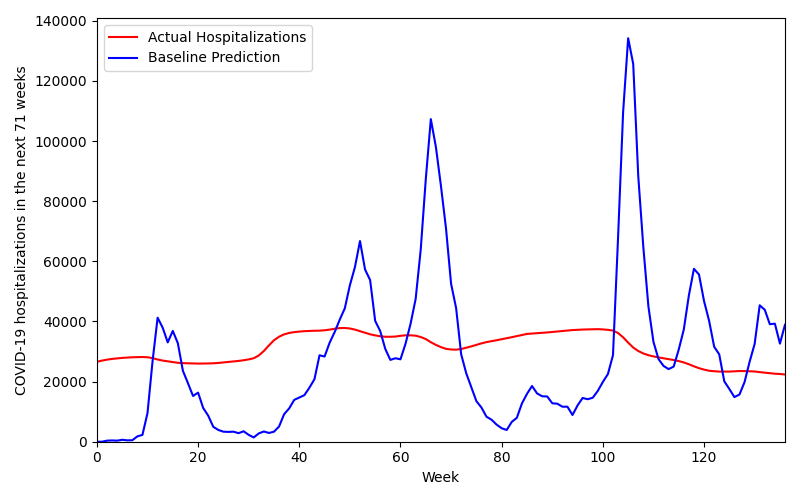 Actual Hospitalizations
Baseline Prediction
COVID-19 hospitalizations in the next 71 weeks
140000
120000
100000
80000
60000
40000
20000
0
0 20 40 60 80 100 120
Week